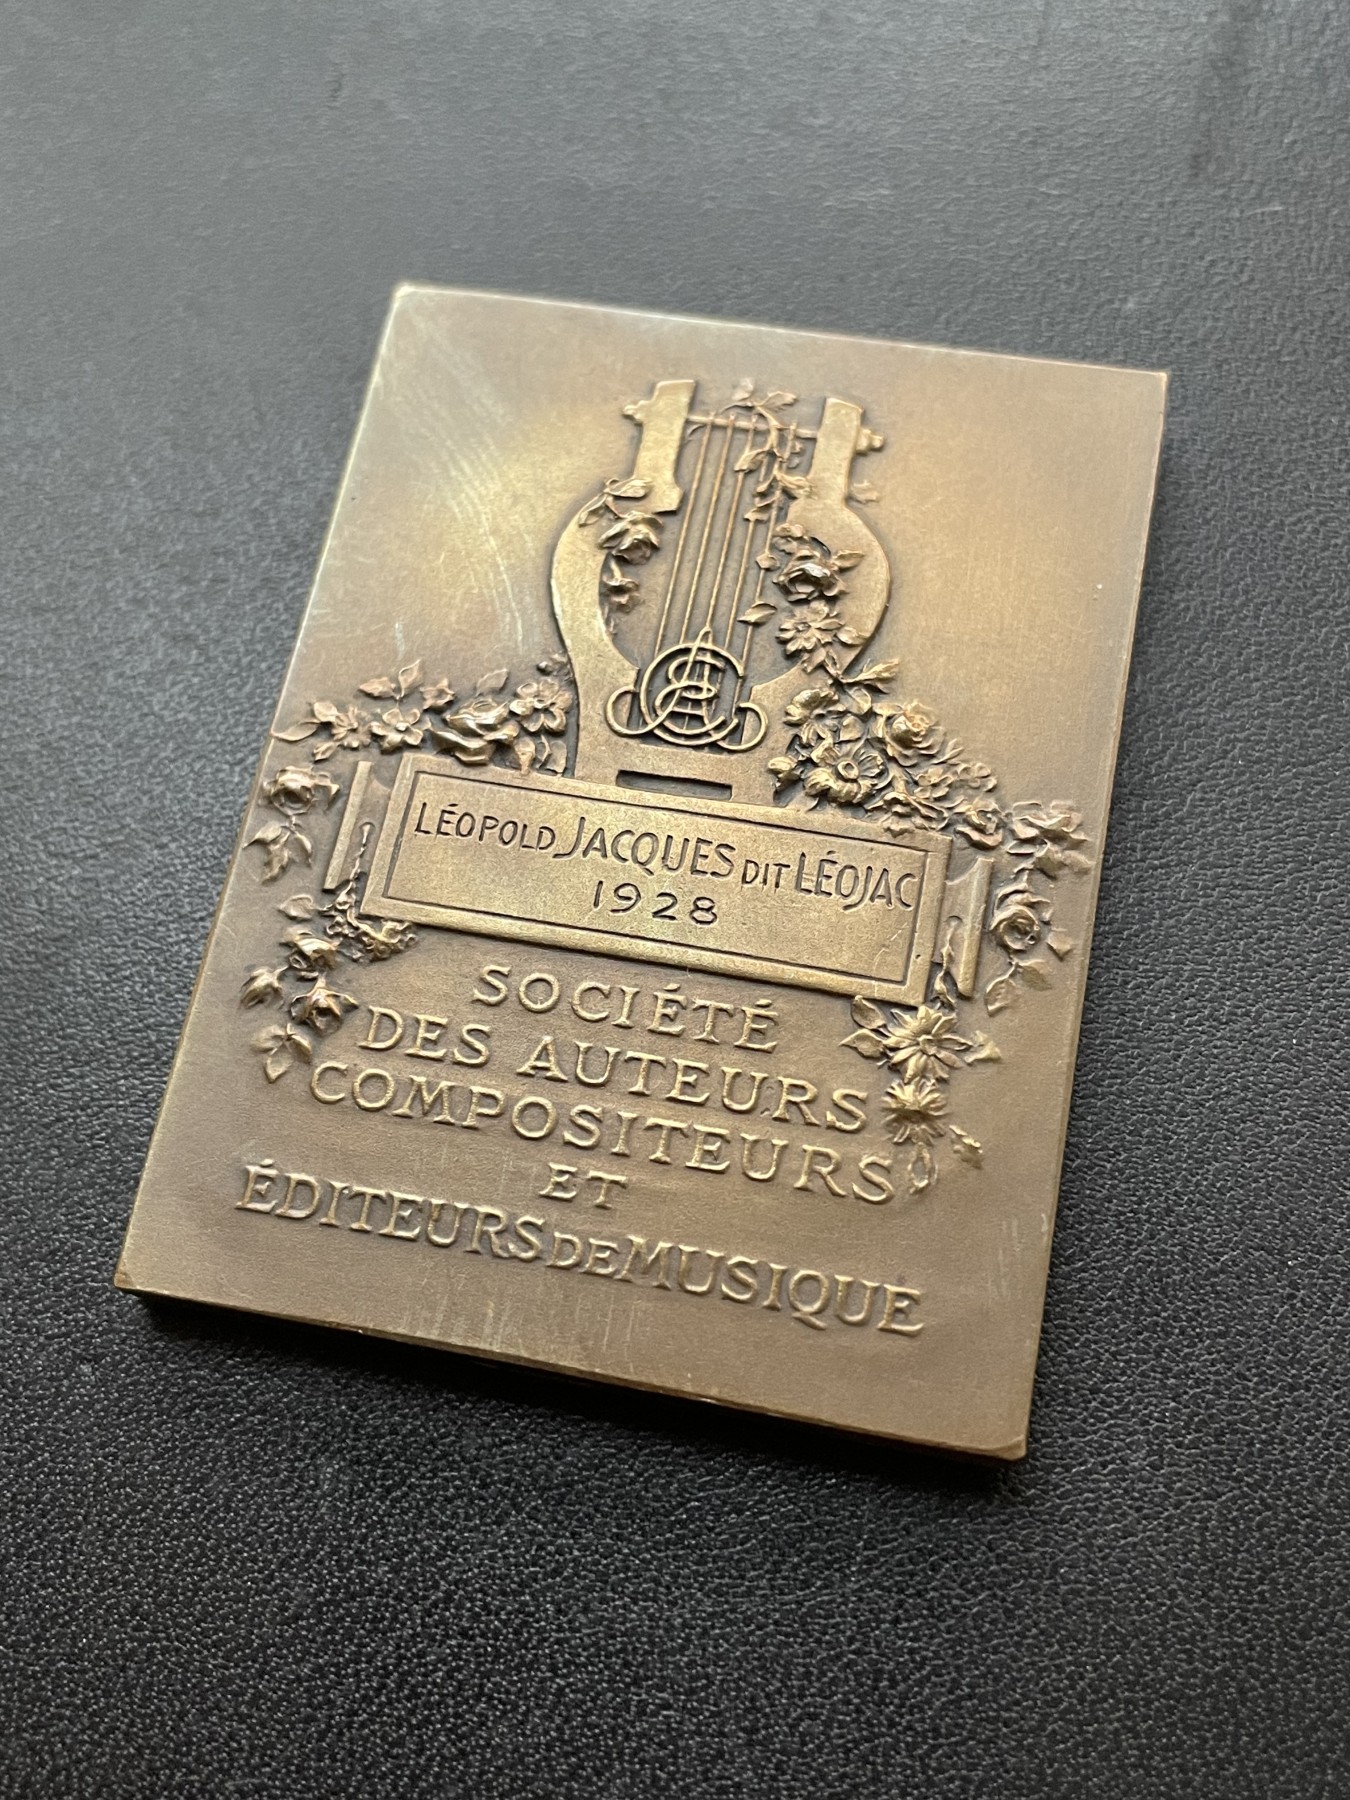 LÉOPOLD JACQUES DIT LÉOJAC
1928
SOCIÉTÉ
DES AUTEURS
COMPOSITEURS
ET
ÉDITEURS DE MUSIQUE